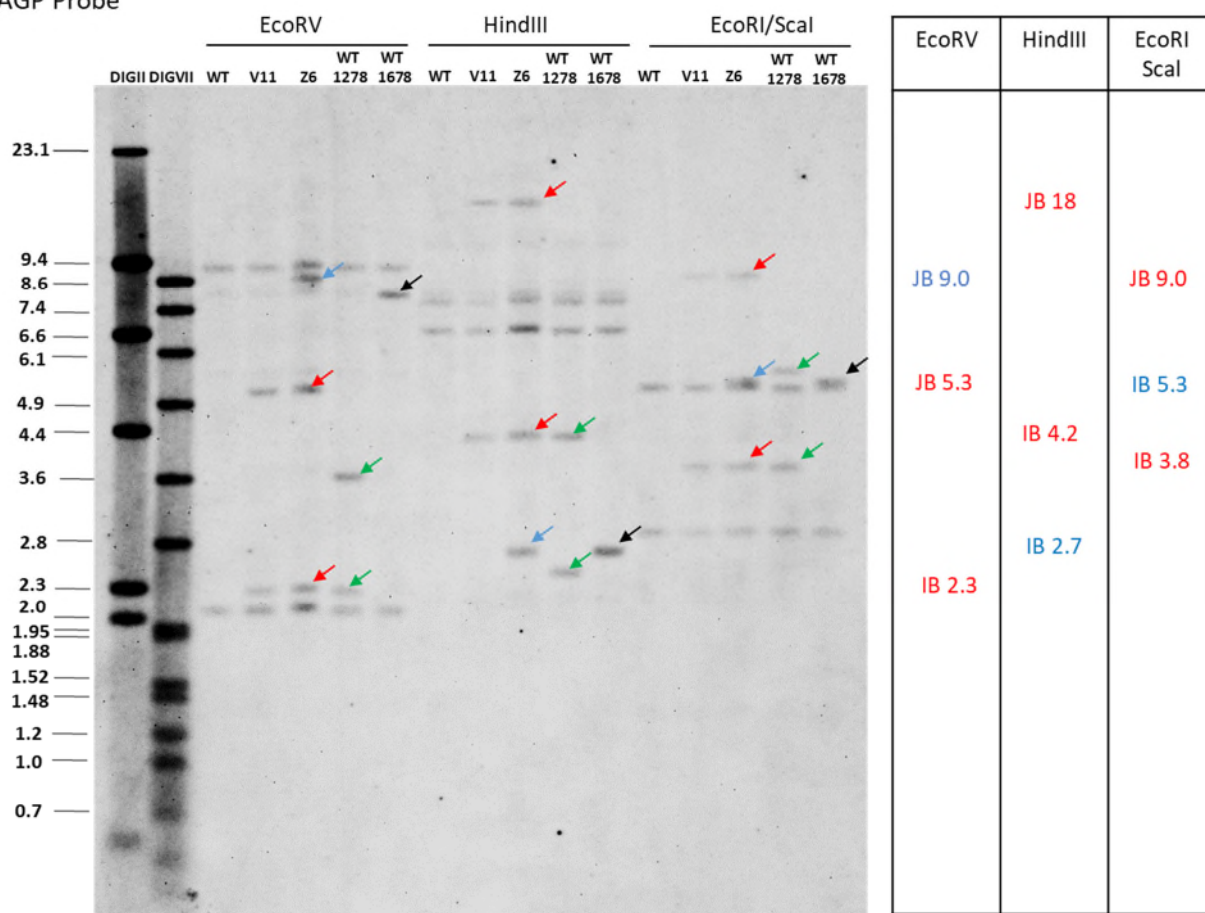 AGP Probe
EcoRV HindIII EcoRI/ScaI
DIGII DIGVII WT V11 Z6 WT 1278 WT 1678 WT V11 Z6 WT 1278 WT 1678 WT V11 Z6 WT 1278 WT 1678
23.1
9.4
8.6
7.4
6.6
6.1
4.9
4.4
3.6
2.8
2.3
2.0
1.95
1.88
1.52
1.48
1.2
1.0
0.7
EcoRV HindIII EcoRI
ScaI
JB 18
JB 9.0 JB 9.0
JB 5.3 IB 5.3
IB 4.2
IB 3.8
IB 2.7
IB 2.3